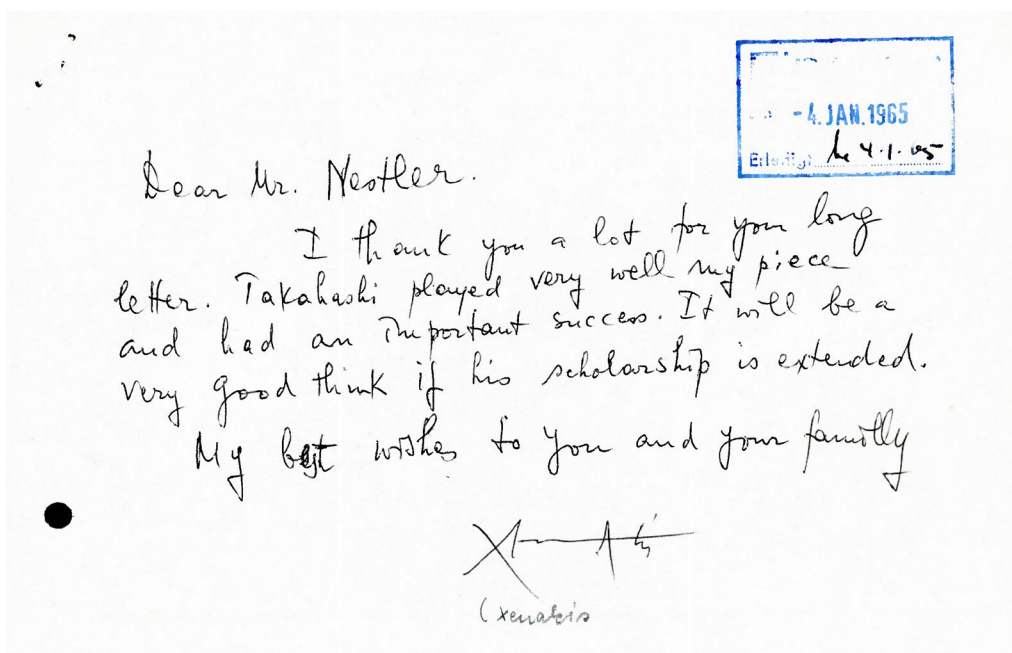 -4. JAN. 1965
Erledigt: 4.1.65
Dear Mr. Nestler.
I thank you a lot for your long
letter. Takahashi played very well my piece
and had an important success. It will be a
very good think if his scholarship is extended.
My best wishes to you and your familly
Xenakis
(Xenakis